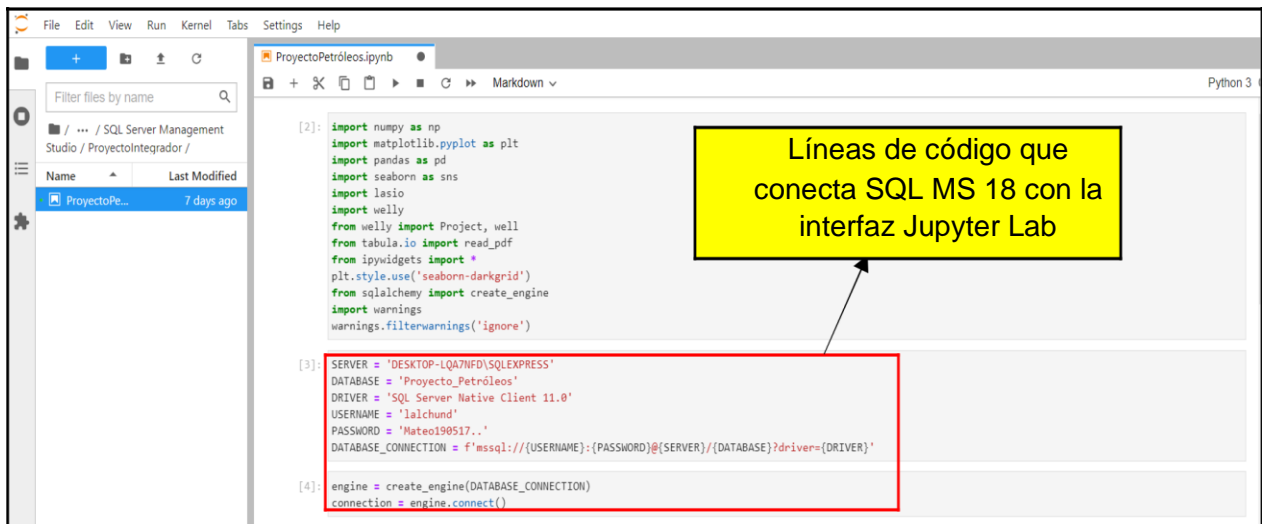 File Edit View Run Kernel Tabs Settings Help
+
Filter files by name
/ ··· / SQL Server Management
Studio / ProyectoIntegrador /
Name Last Modified
ProyectoPe... 7 days ago
ProyectoPetróleos.ipynb
Markdown
Python 3
[2]: import numpy as np
import matplotlib.pyplot as plt
import pandas as pd
import seaborn as sns
import lasio
import welly
from welly import Project, well
from tabula.io import read_pdf
from ipywidgets import *
plt.style.use('seaborn-darkgrid')
from sqlalchemy import create_engine
import warnings
warnings.filterwarnings('ignore')
Líneas de código que
conecta SQL MS 18 con la
interfaz Jupyter Lab
[3]: SERVER = 'DESKTOP-LQA7NFD\SQLEXPRESS'
DATABASE = 'Proyecto_Petróleos'
DRIVER = 'SQL Server Native Client 11.0'
USERNAME = 'lalchund'
PASSWORD = 'Mateo190517..'
DATABASE_CONNECTION = f'mssql://{USERNAME}:{PASSWORD}@{SERVER}/{DATABASE}?driver={DRIVER}'
[4]: engine = create_engine(DATABASE_CONNECTION)
connection = engine.connect()